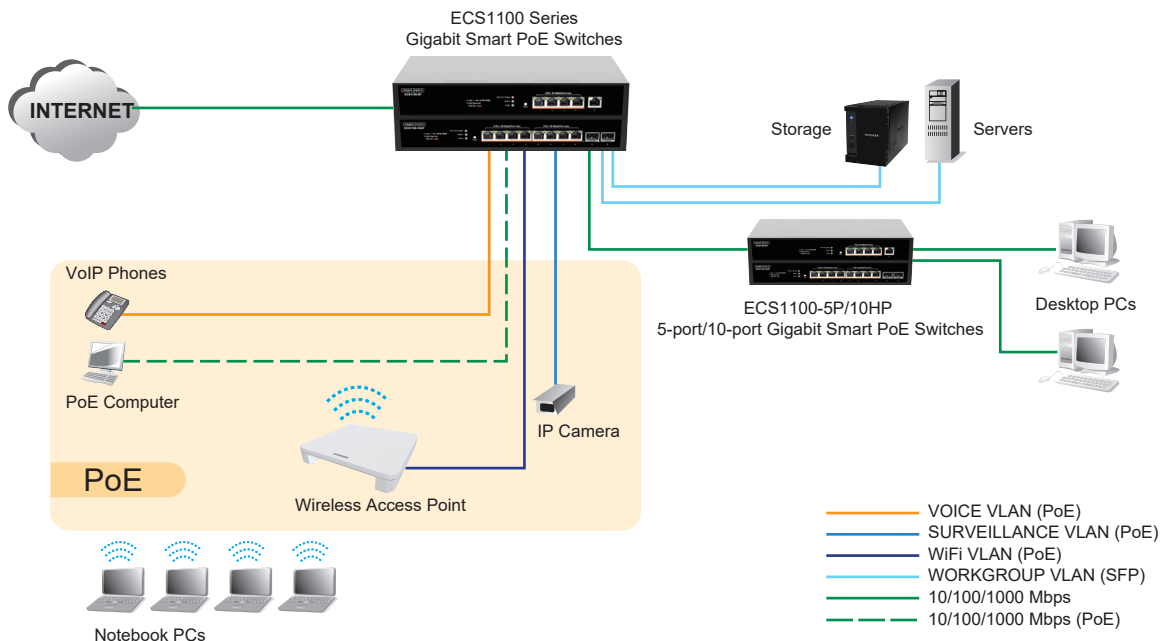 ECS1100 Series
Gigabit Smart PoE Switches
INTERNET
Storage
Servers
VoIP Phones
ECS1100-5P/10HP
5-port/10-port Gigabit Smart PoE Switches
Desktop PCs
PoE Computer
IP Camera
PoE
Wireless Access Point
VOICE VLAN (PoE)
SURVEILLANCE VLAN (PoE)
WiFi VLAN (PoE)
WORKGROUP VLAN (SFP)
10/100/1000 Mbps
10/100/1000 Mbps (PoE)
Notebook PCs